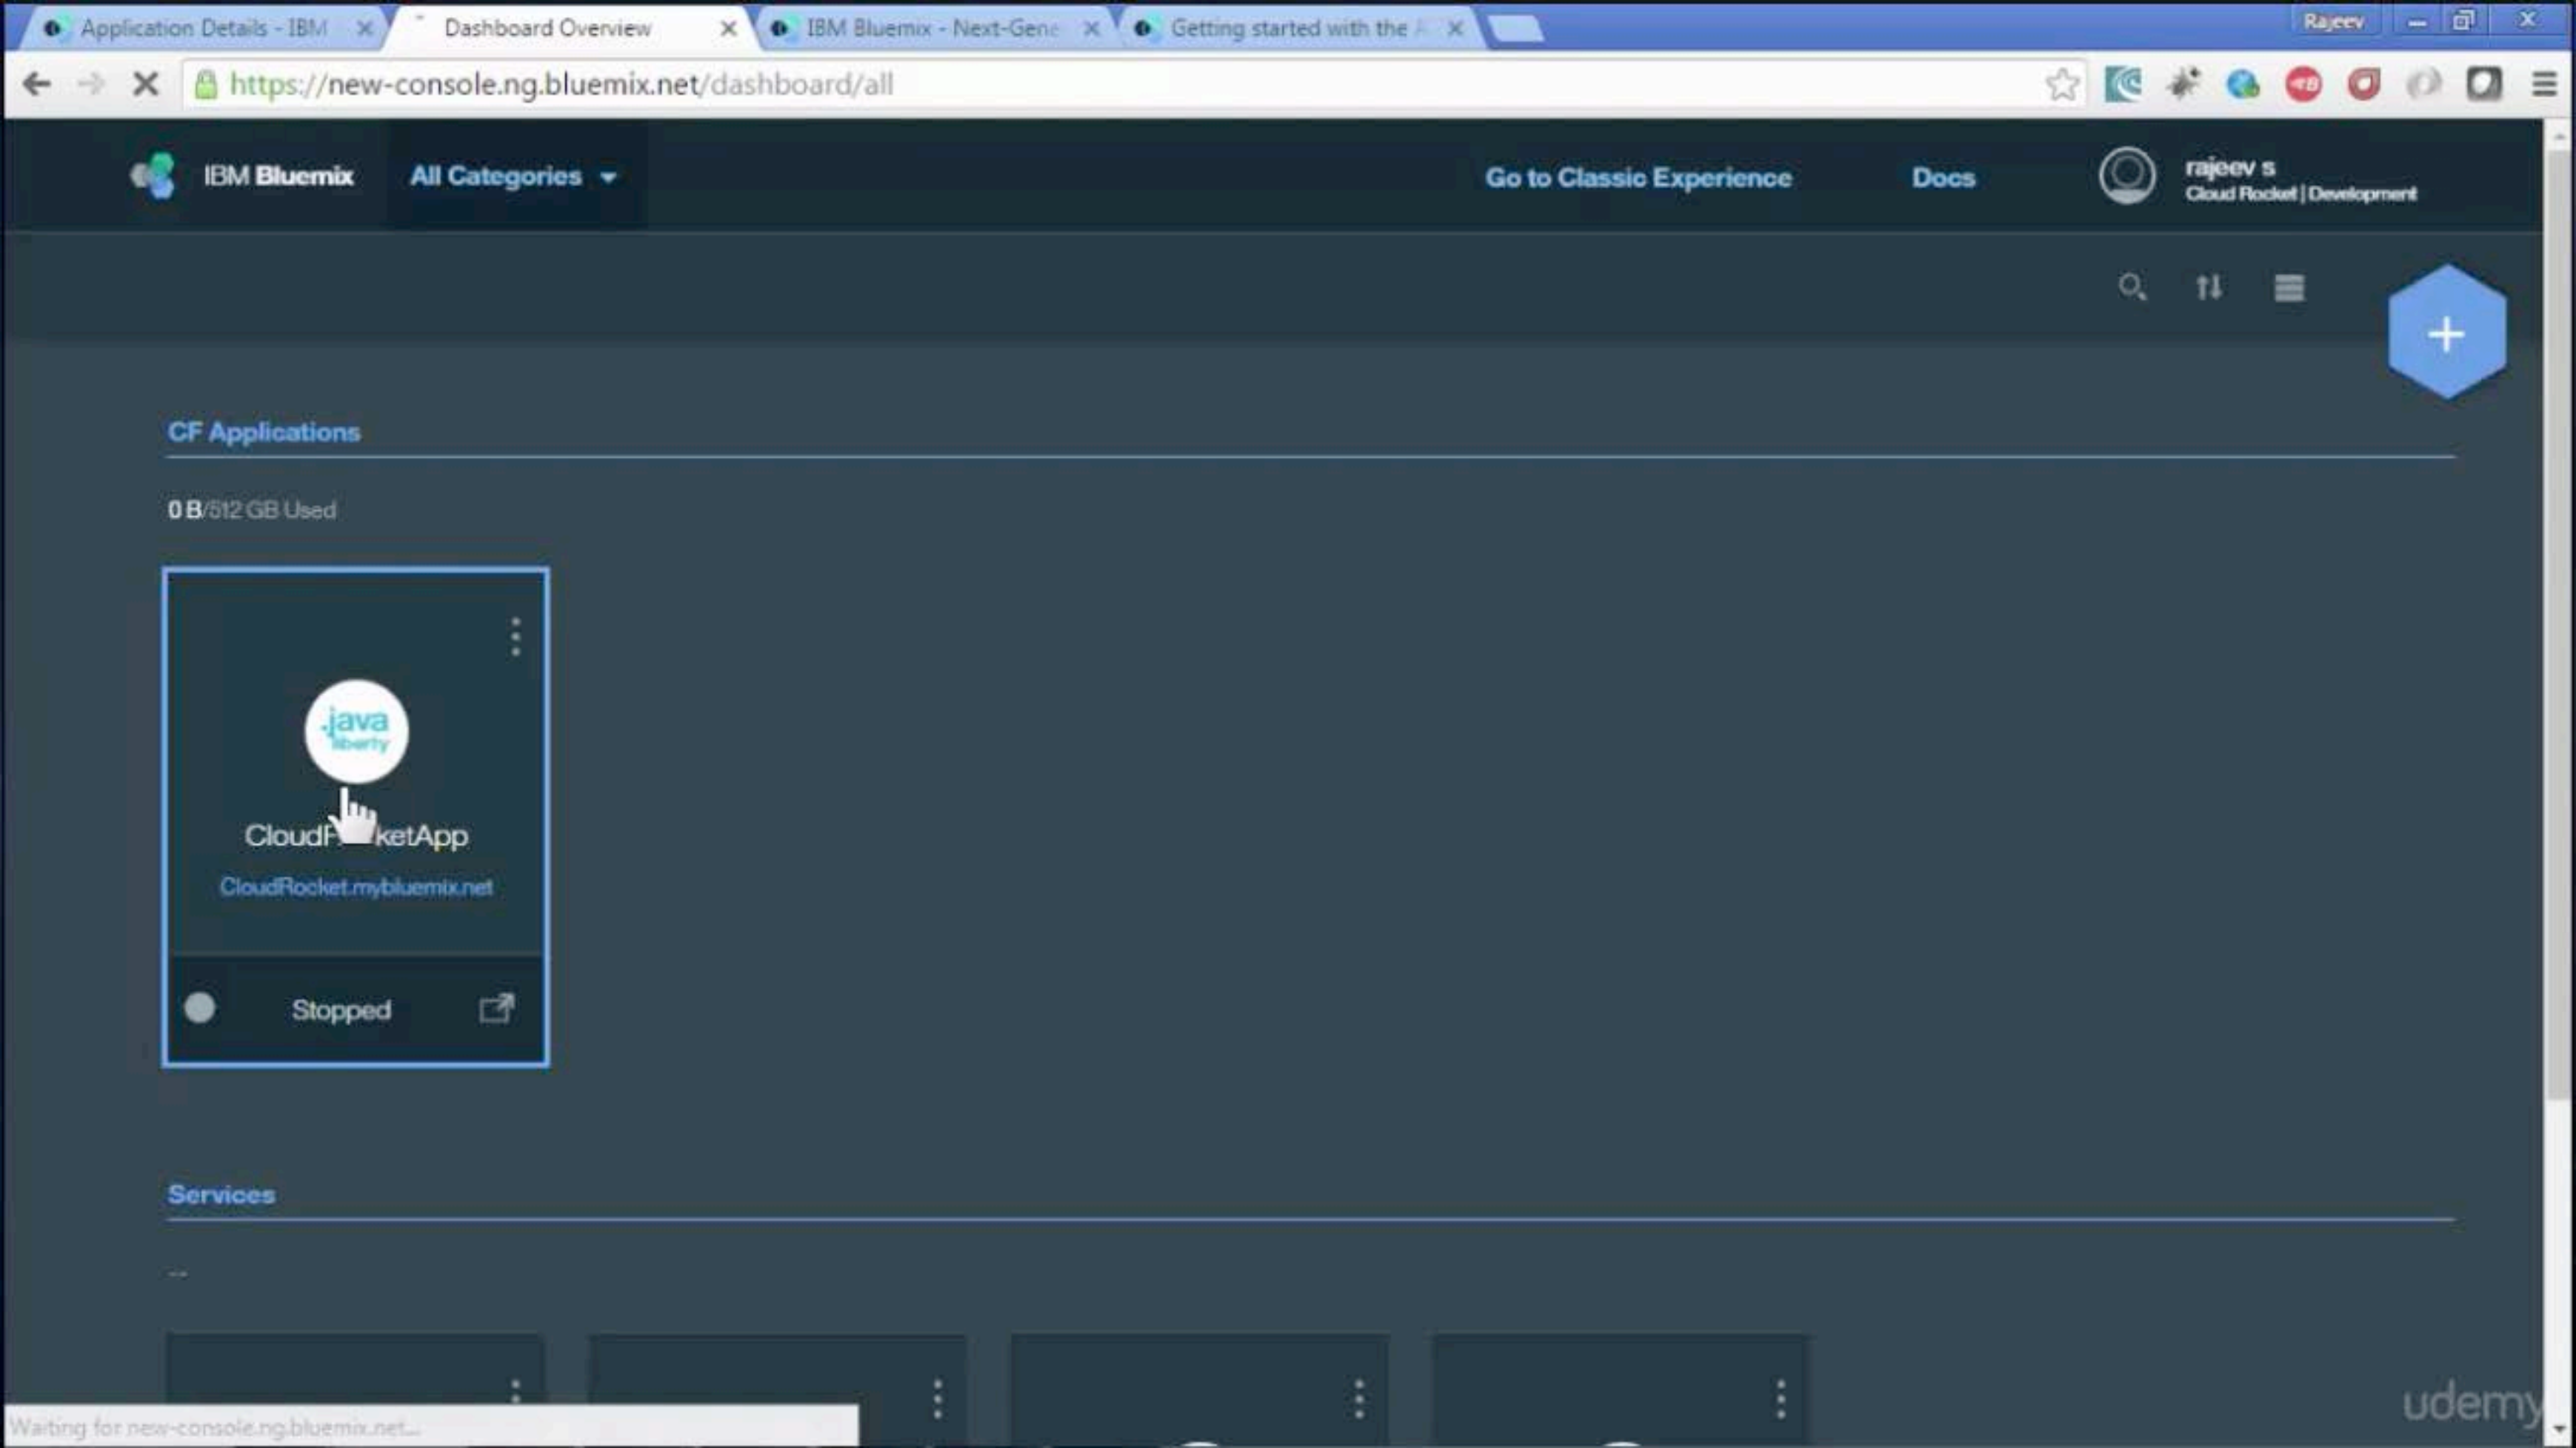 Application Details - IBM
Dashboard Overview
IBM Bluemix - Next-Gene
Getting started with the A
Rajeev
https://new-console.ng.bluemix.net/dashboard/all
IBM Bluemix
All Categories
Go to Classic Experience
Docs
rajeev s
Cloud Rocket | Development
CF Applications
0 B/512 GB Used
.java
liberty
CloudR ketApp
CloudRocket.mybluemix.net
Stopped
Services
--
Waiting for new-console.ng.bluemix.net...
udemy